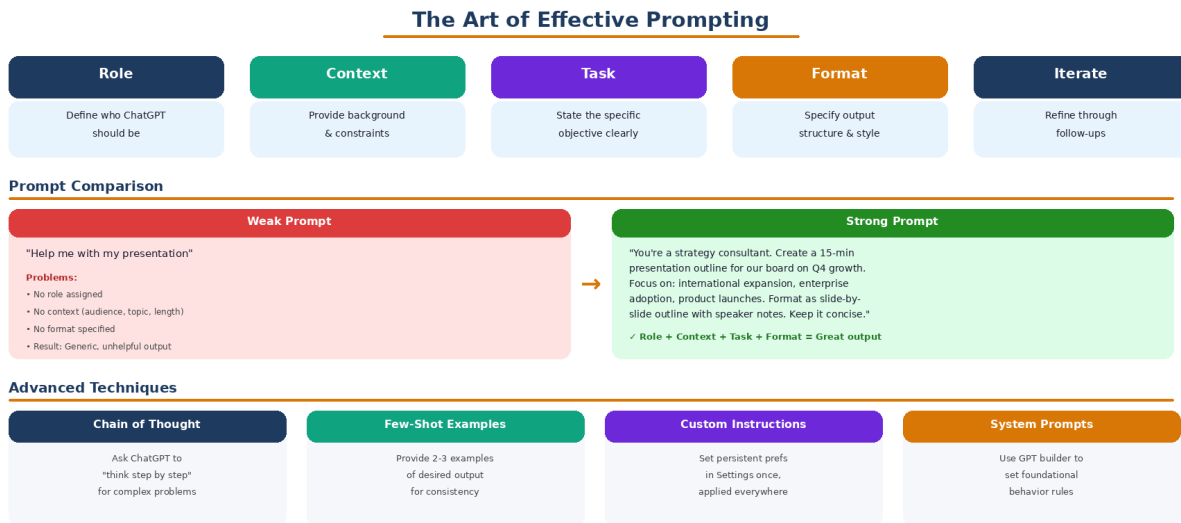 The Art of Effective Prompting
Role
Define who ChatGPT
should be
Context
Provide background
& constraints
Task
State the specific
objective clearly
Format
Specify output
structure & style
Iterate
Refine through
follow-ups
Prompt Comparison
Weak Prompt
"Help me with my presentation"
Problems:
• No role assigned
• No context (audience, topic, length)
• No format specified
• Result: Generic, unhelpful output
→
Strong Prompt
"You're a strategy consultant. Create a 15-min
presentation outline for our board on Q4 growth.
Focus on: international expansion, enterprise
adoption, product launches. Format as slide-by-
slide outline with speaker notes. Keep it concise."
✓ Role + Context + Task + Format = Great output
Advanced Techniques
Chain of Thought
Ask ChatGPT to
"think step by step"
for complex problems
Few-Shot Examples
Provide 2-3 examples
of desired output
for consistency
Custom Instructions
Set persistent prefs
in Settings once,
applied everywhere
System Prompts
Use GPT builder to
set foundational
behavior rules